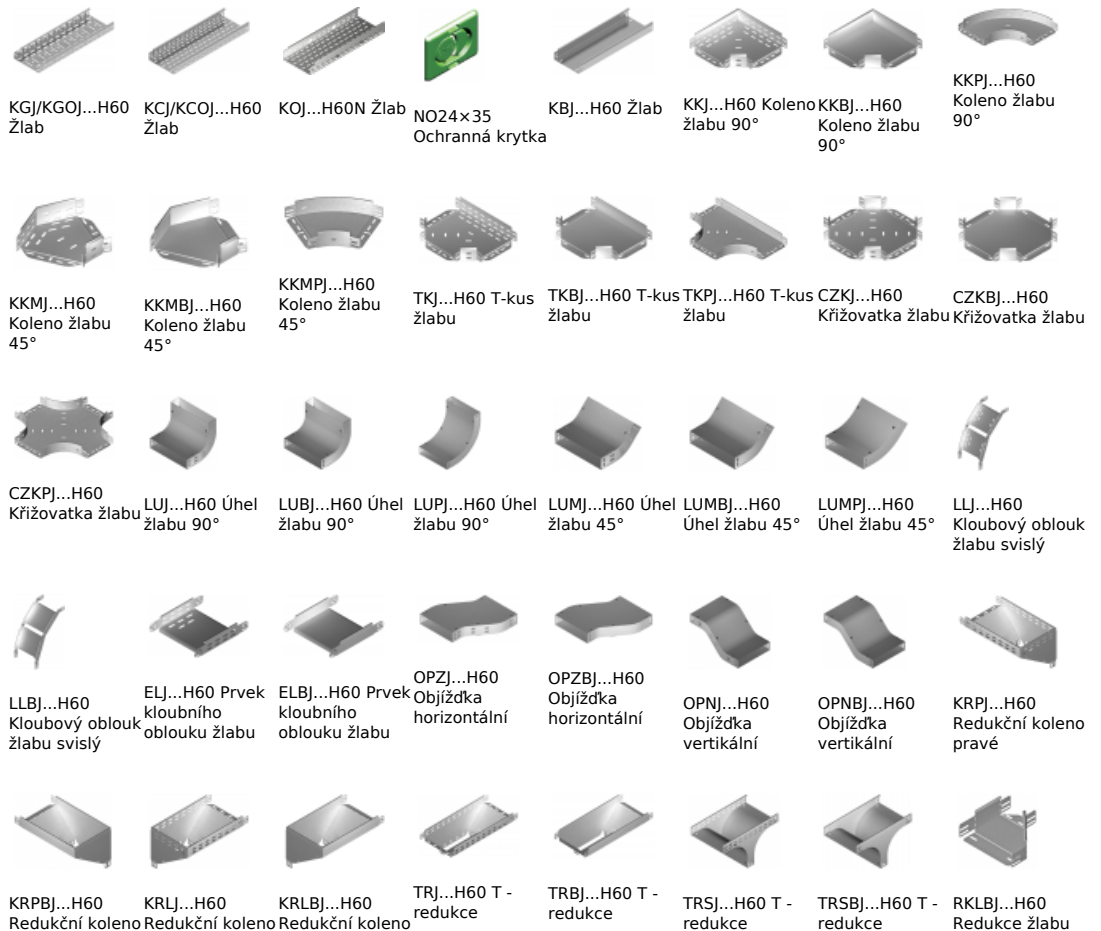 KGJ/KGOJ...H60
Žlab
KCJ/KCOJ...H60
Žlab
KOJ...H60N Žlab
NO24×35
Ochranná krytka
KBJ...H60 Žlab
KKJ...H60 Koleno
žlabu 90°
KKBJ...H60
Koleno žlabu
90°
KKPJ...H60
Koleno žlabu
90°
KKMJ...H60
Koleno žlabu
45°
KKMBJ...H60
Koleno žlabu
45°
KKMPJ...H60
Koleno žlabu
45°
TKJ...H60 T-kus
žlabu
TKBJ...H60 T-kus
žlabu
TKPJ...H60 T-kus
žlabu
CZKJ...H60
Křižovatka žlabu
CZKBJ...H60
Křižovatka žlabu
CZKPJ...H60
Křižovatka žlabu
LUJ...H60 Úhel
žlabu 90°
LUBJ...H60 Úhel
žlabu 90°
LUPJ...H60 Úhel
žlabu 90°
LUMJ...H60 Úhel
žlabu 45°
LUMBJ...H60
Úhel žlabu 45°
LUMPJ...H60
Úhel žlabu 45°
LLJ...H60
Kloubový oblouk
žlabu svislý
LLBJ...H60
Kloubový oblouk
žlabu svislý
ELJ...H60 Prvek
kloubního
oblouku žlabu
ELBJ...H60 Prvek
kloubního
oblouku žlabu
OPZJ...H60
Objížďka
horizontální
OPZBJ...H60
Objížďka
horizontální
OPNJ...H60
Objížďka
vertikální
OPNBJ...H60
Objížďka
vertikální
KRPJ...H60
Redukční koleno
pravé
KRPBJ...H60
Redukční koleno
KRLJ...H60
Redukční koleno
KRLBJ...H60
Redukční koleno
TRJ...H60 T -
redukce
TRBJ...H60 T -
redukce
TRSJ...H60 T -
redukce
TRSBJ...H60 T -
redukce
RKLBJ...H60
Redukce žlabu